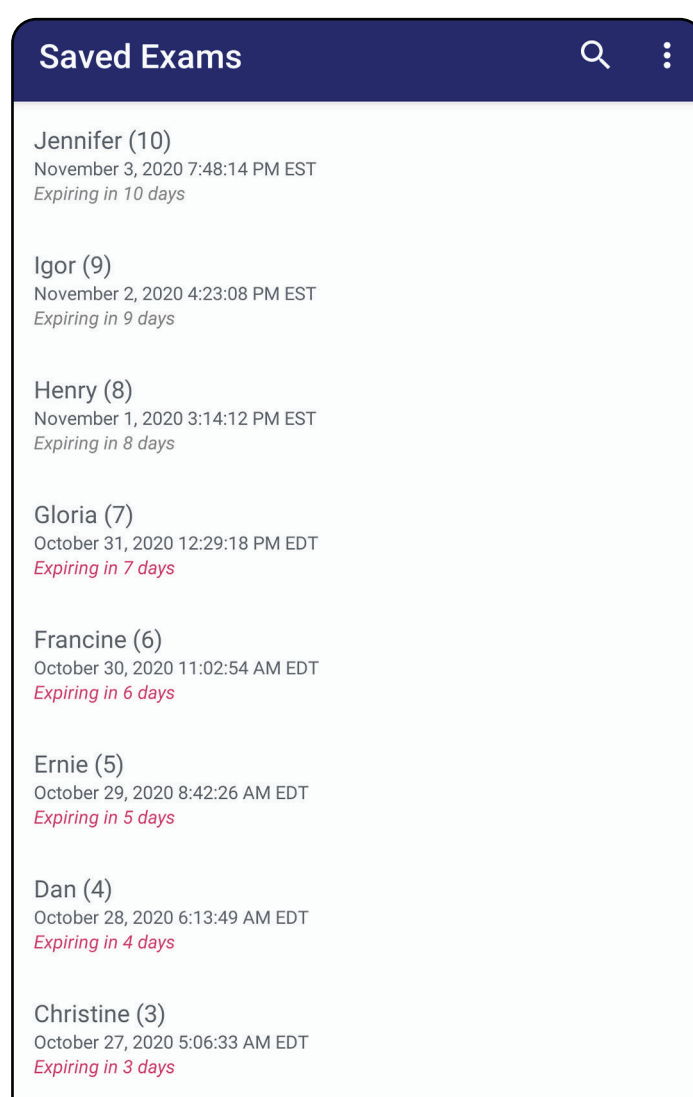 Saved Exams
Jennifer (10)
November 3, 2020 7:48:14 PM EST
Expiring in 10 days
Igor (9)
November 2, 2020 4:23:08 PM EST
Expiring in 9 days
Henry (8)
November 1, 2020 3:14:12 PM EST
Expiring in 8 days
Gloria (7)
October 31, 2020 12:29:18 PM EDT
Expiring in 7 days
Francine (6)
October 30, 2020 11:02:54 AM EDT
Expiring in 6 days
Ernie (5)
October 29, 2020 8:42:26 AM EDT
Expiring in 5 days
Dan (4)
October 28, 2020 6:13:49 AM EDT
Expiring in 4 days
Christine (3)
October 27, 2020 5:06:33 AM EDT
Expiring in 3 days